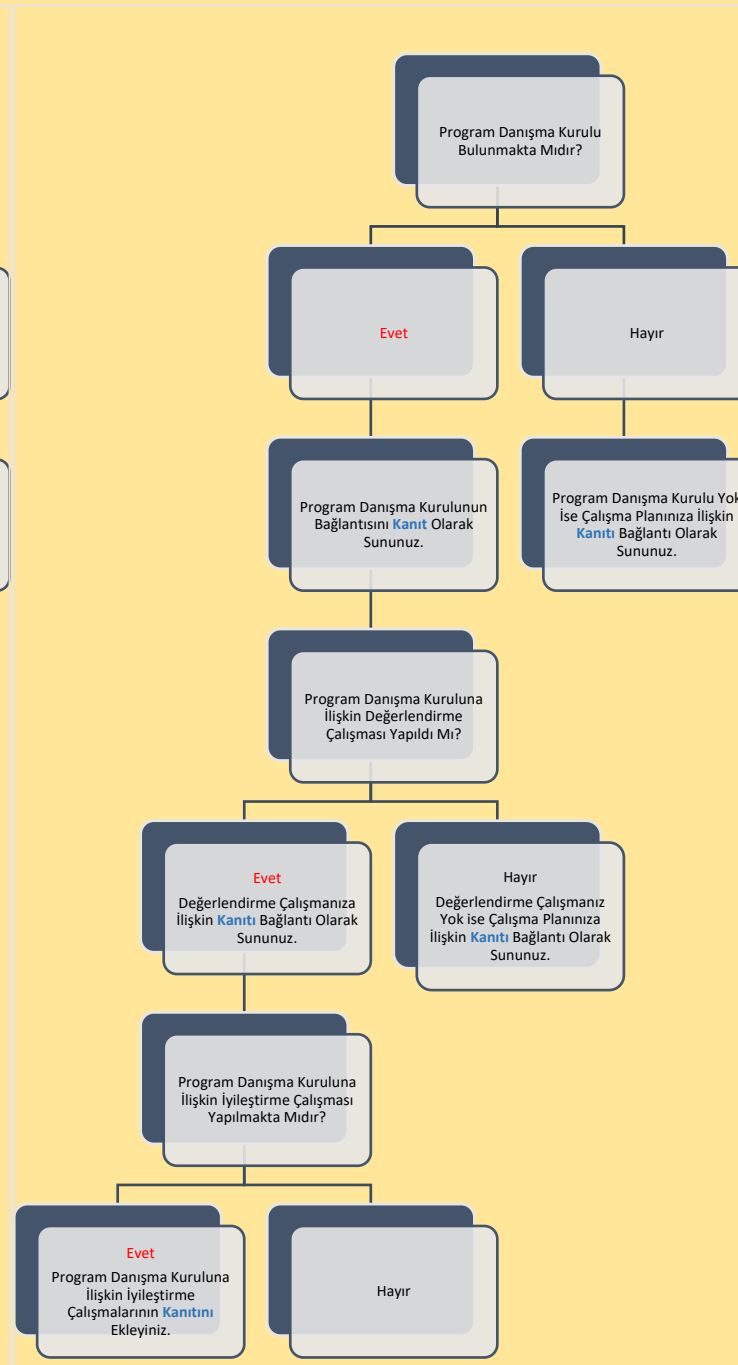 Program Danışma Kurulu
Bulunmakta Mıdır?
Evet
Hayır
Program Danışma Kurulunun
Bağlantısını Kanıt Olarak
Sununuz.
Program Danışma Kurulu Yok
İse Çalışma Planınıza İlişkin
Kanıtı Bağlantı Olarak
Sununuz.
Program Danışma Kuruluna
İlişkin Değerlendirme
Çalışması Yapıldı Mı?
Evet
Değerlendirme Çalışmanıza
İlişkin Kanıtı Bağlantı Olarak
Sununuz.
Hayır
Değerlendirme Çalışmanız
Yok ise Çalışma Planınıza
İlişkin Kanıtı Bağlantı Olarak
Sununuz.
Program Danışma Kuruluna
İlişkin İyileştirme Çalışması
Yapılmakta Mıdır?
Evet
Program Danışma Kuruluna
İlişkin İyileştirme
Çalışmalarının Kanıtını
Ekleyiniz.
Hayır